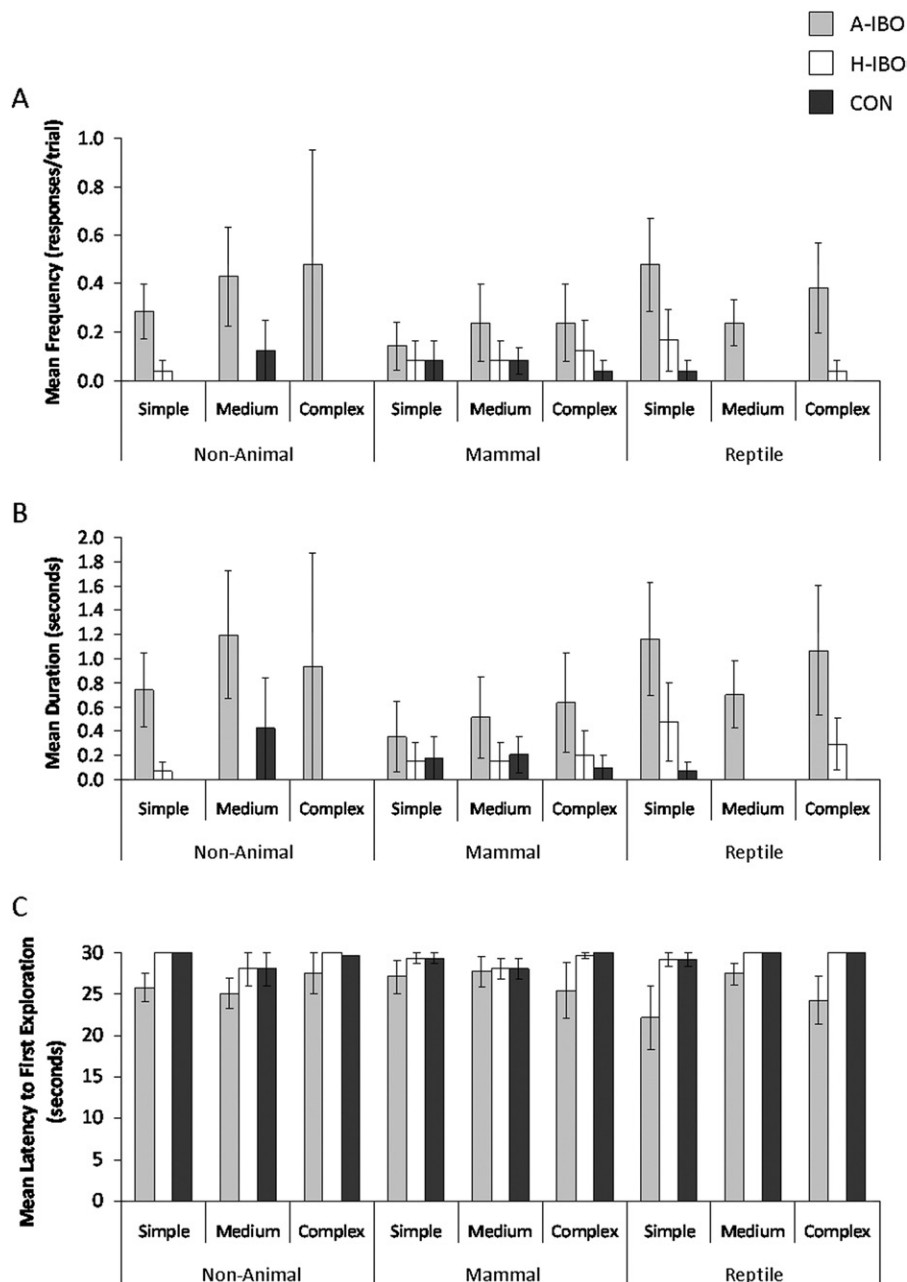 A-IBO
H-IBO
CON
A
Mean Frequency (responses/trial)
1.0
0.8
0.6
0.4
0.2
0.0
Simple Medium Complex Simple Medium Complex Simple Medium Complex
Non-Animal Mammal Reptile
B
Mean Duration (seconds)
2.0
1.8
1.6
1.4
1.2
1.0
0.8
0.6
0.4
0.2
0.0
Simple Medium Complex Simple Medium Complex Simple Medium Complex
Non-Animal Mammal Reptile
C
Mean Latency to First Exploration
(seconds)
30
25
20
15
10
5
0
Simple Medium Complex Simple Medium Complex Simple Medium Complex
Non-Animal Mammal Reptile